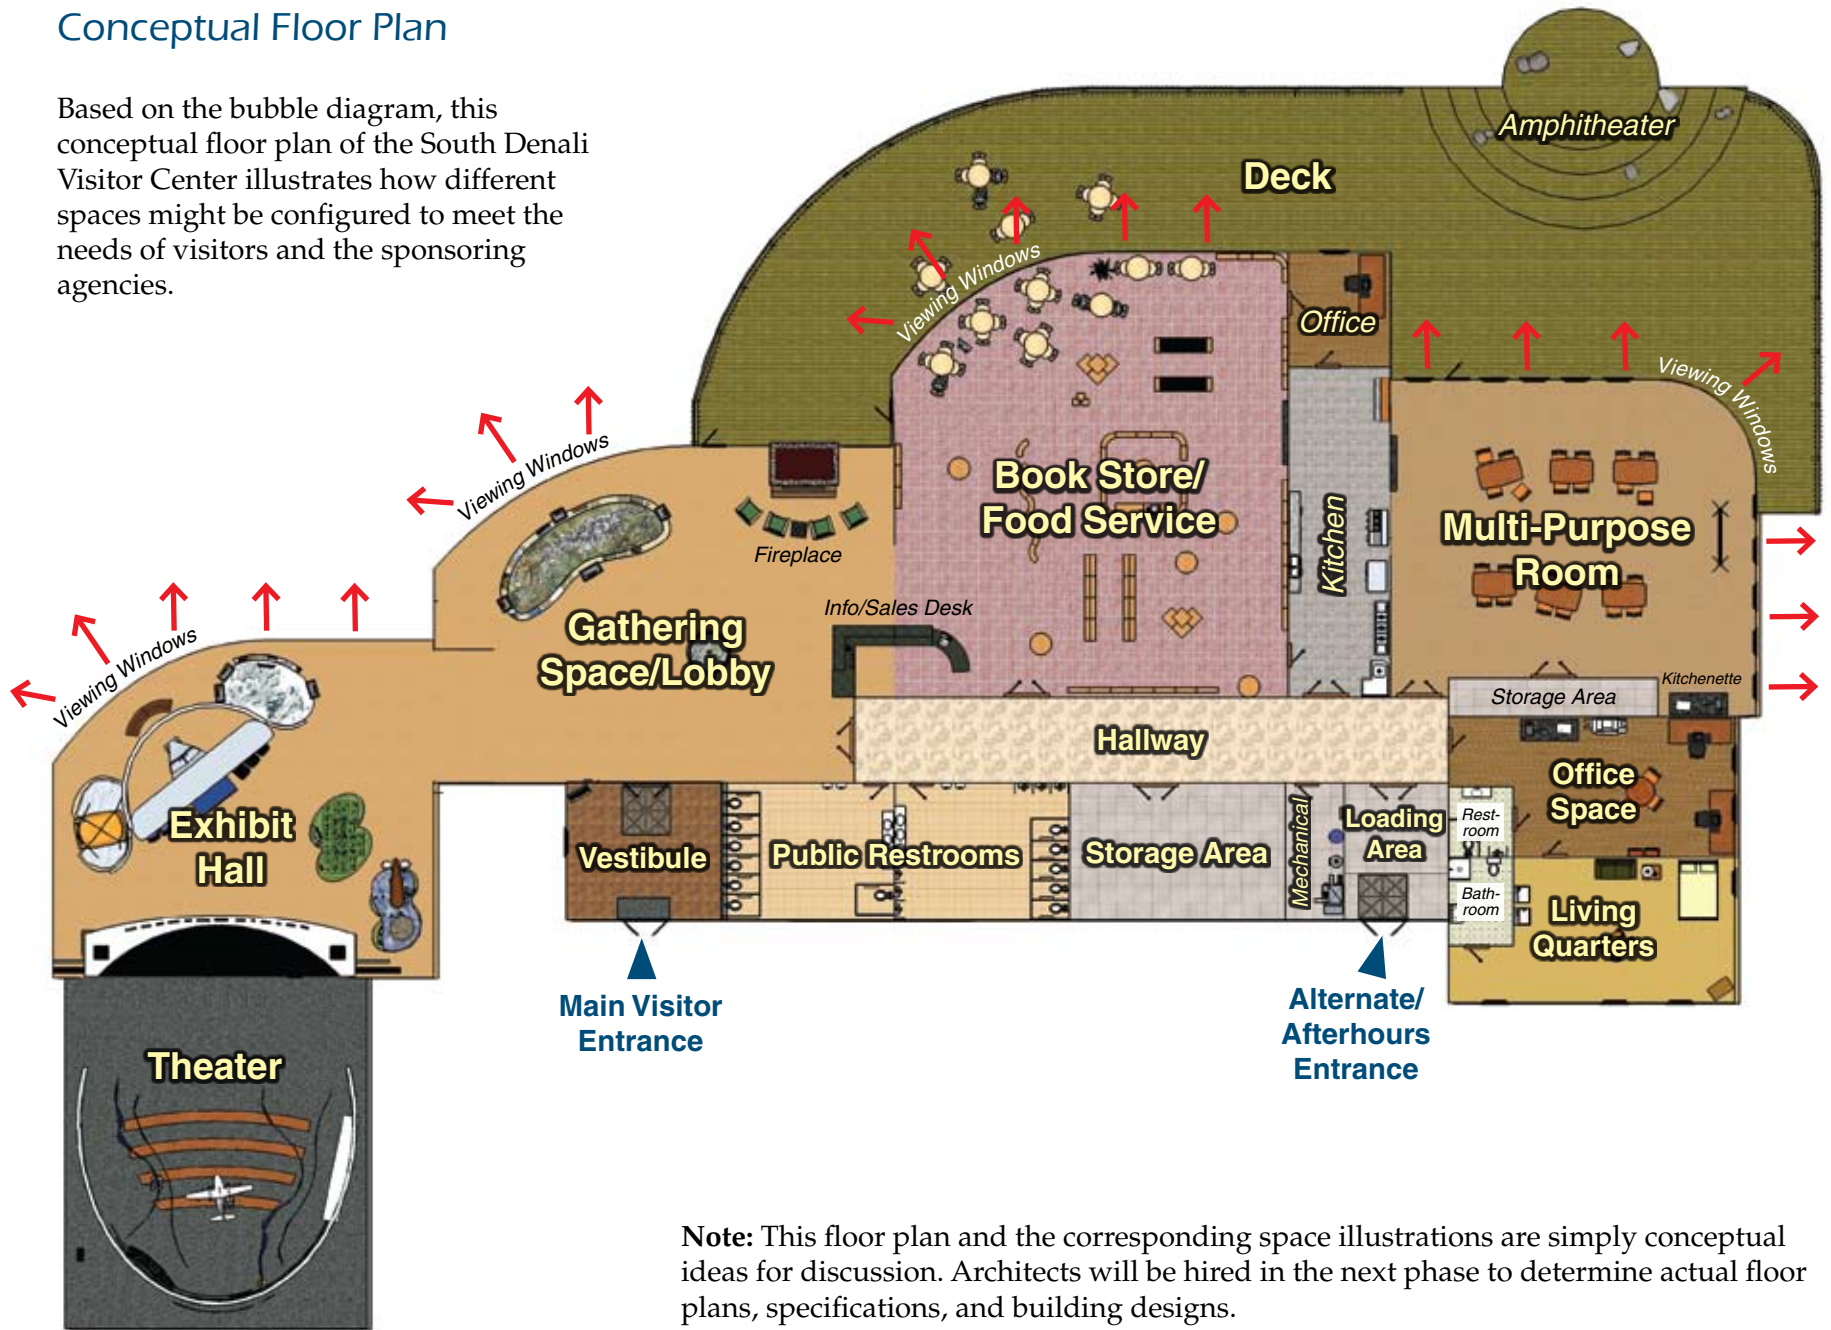 Conceptual Floor Plan
Based on the bubble diagram, this
conceptual floor plan of the South Denali
Visitor Center illustrates how different
spaces might be configured to meet the
needs of visitors and the sponsoring
agencies.
Amphitheater
Deck
Viewing Windows
Office
Viewing Windows
Viewing Windows
Book Store/
Food Service
Kitchen
Multi-Purpose
Room
Fireplace
Info/Sales Desk
Gathering
Space/Lobby
Viewing Windows
Storage Area
Kitchenette
Hallway
Office
Space
Exhibit
Hall
Vestibule
Public Restrooms
Storage Area
Mechanical
Loading
Area
Rest-
room
Bath-
room
Living
Quarters
Main Visitor
Entrance
Alternate/
Afterhours
Entrance
Theater
Note: This floor plan and the corresponding space illustrations are simply conceptual
ideas for discussion. Architects will be hired in the next phase to determine actual floor
plans, specifications, and building designs.